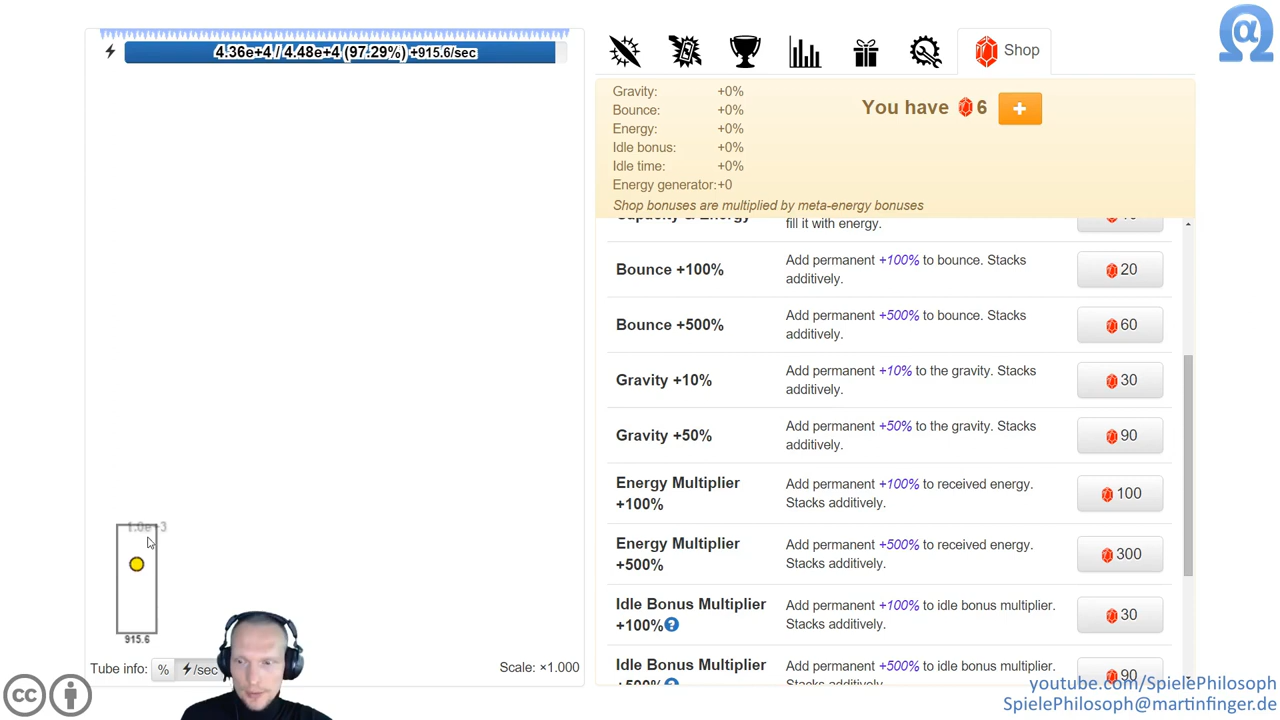 4.36e+4 / 4.48e+4 (97.29%) +915.6/sec
Shop
Gravity: +0%
Bounce: +0%
Energy: +0%
Idle bonus: +0%
Idle time: +0%
Energy generator: +0
Shop bonuses are multiplied by meta-energy bonuses
You have 6 +
Capacity & Energy
fill it with energy.
Bounce +100%
Add permanent +100% to bounce. Stacks
additively.
20
Bounce +500%
Add permanent +500% to bounce. Stacks
additively.
60
Gravity +10%
Add permanent +10% to the gravity. Stacks
additively.
30
Gravity +50%
Add permanent +50% to the gravity. Stacks
additively.
90
Energy Multiplier
+100%
Add permanent +100% to received energy.
Stacks additively.
100
Energy Multiplier
+500%
Add permanent +500% to received energy.
Stacks additively.
300
Idle Bonus Multiplier
+100% ?
Add permanent +100% to idle bonus multiplier.
Stacks additively.
30
Idle Bonus Multiplier
+500% ?
Add permanent +500% to idle bonus multiplier.
Stacks additively.
90
915.6
Tube info: % /sec
Scale: ×1.000
cc
youtube.com/SpielePhilosoph
SpielePhilosoph@martinfinger.de